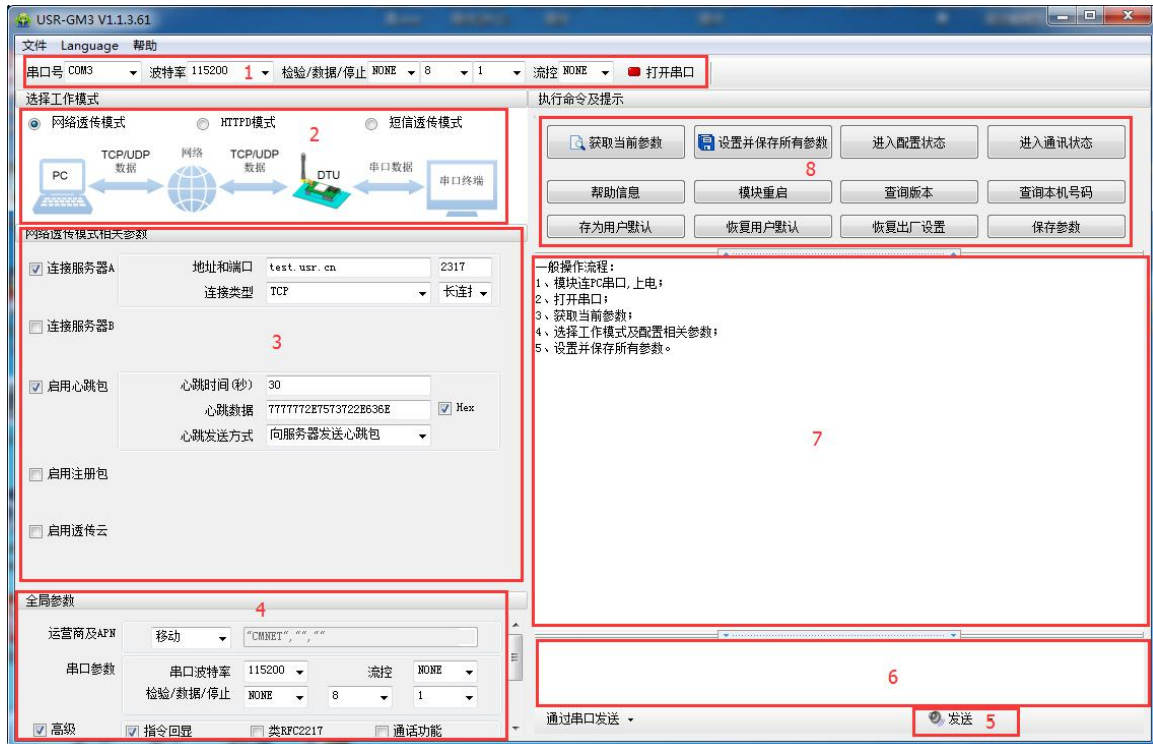 USR-GM3 V1.1.3.61
文件 Language 帮助
串口号 COM3 波特率 115200 1 检验/数据/停止 NONE 8 1 流控 NONE 打开串口
选择工作模式
网络透传模式 HTTPD模式 短信透传模式
2
TCP/UDP 网络 TCP/UDP
数据 数据 串口数据
PC DTU 串口终端
网络透传模式相关参数
连接服务器A 地址和端口 test.usr.cn 2317
连接类型 TCP 长连接
连接服务器B
3
启用心跳包 心跳时间(秒) 30
心跳数据 7777772E7573722E636E Hex
心跳发送方式 向服务器发送心跳包
启用注册包
启用透传云
全局参数
4
运营商及APN 移动 "CMNET","",""
串口参数 串口波特率 115200 流控 NONE
检验/数据/停止 NONE 8 1
高级 指令回显 类RFC2217 通话功能
执行命令及提示
获取当前参数 设置并保存所有参数 进入配置状态 进入通讯状态
8
帮助信息 模块重启 查询版本 查询本机号码
存为用户默认 恢复用户默认 恢复出厂设置 保存参数
一般操作流程:
1、模块连PC串口,上电;
2、打开串口;
3、获取当前参数;
4、选择工作模式及配置相关参数;
5、设置并保存所有参数。
7
6
通过串口发送 发送 5